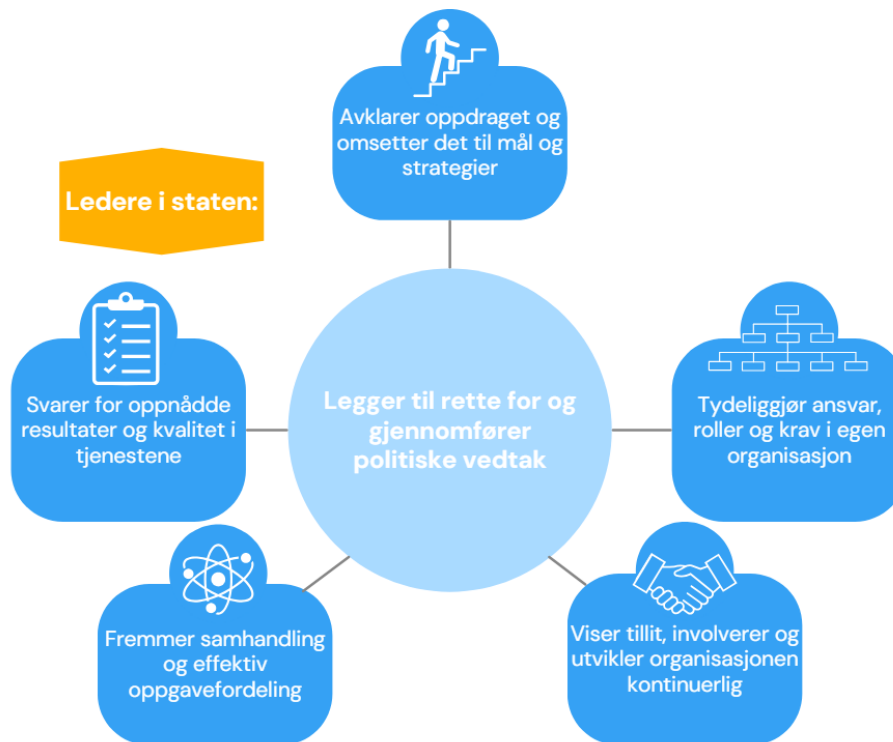 Avklarer oppdraget og
omsetter det til mål og
strategier
Ledere i staten:
Svarer for oppnådde
resultater og kvalitet i
tjenestene
Legger til rette for og
gjennomfører
politiske vedtak
Tydeliggjør ansvar,
roller og krav i egen
organisasjon
Fremmer samhandling
og effektiv
oppgavefordeling
Viser tillit, involverer og
utvikler organisasjonen
kontinuerlig